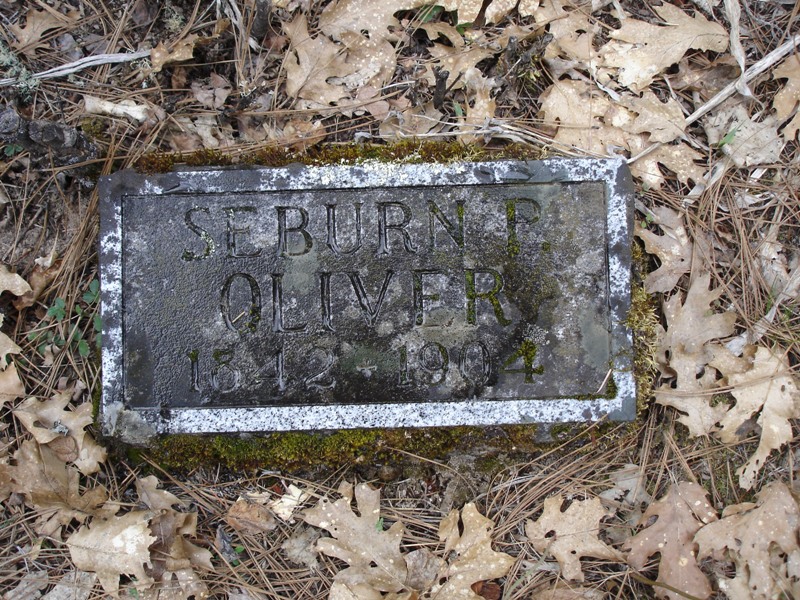 SEBURN P.
OLIVER
1842 - 1904